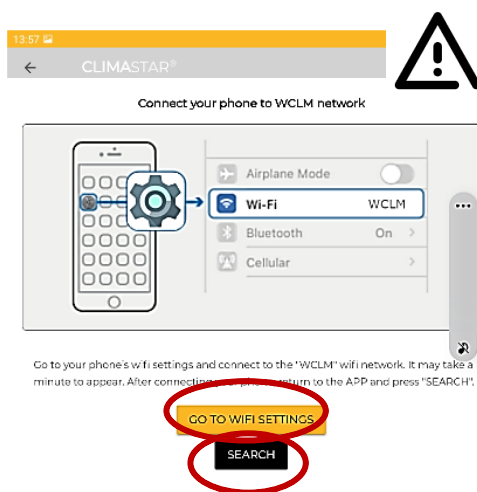 13:57
CLIMASTAR®
Connect your phone to WCLM network
Airplane Mode
Wi-Fi WCLM
Bluetooth On
Cellular
Go to your phone's wifi settings and connect to the "WCLM" wifi network. It may take a
minute to appear. After connecting your phone return to the APP and press "SEARCH".
GO TO WIFI SETTINGS
SEARCH